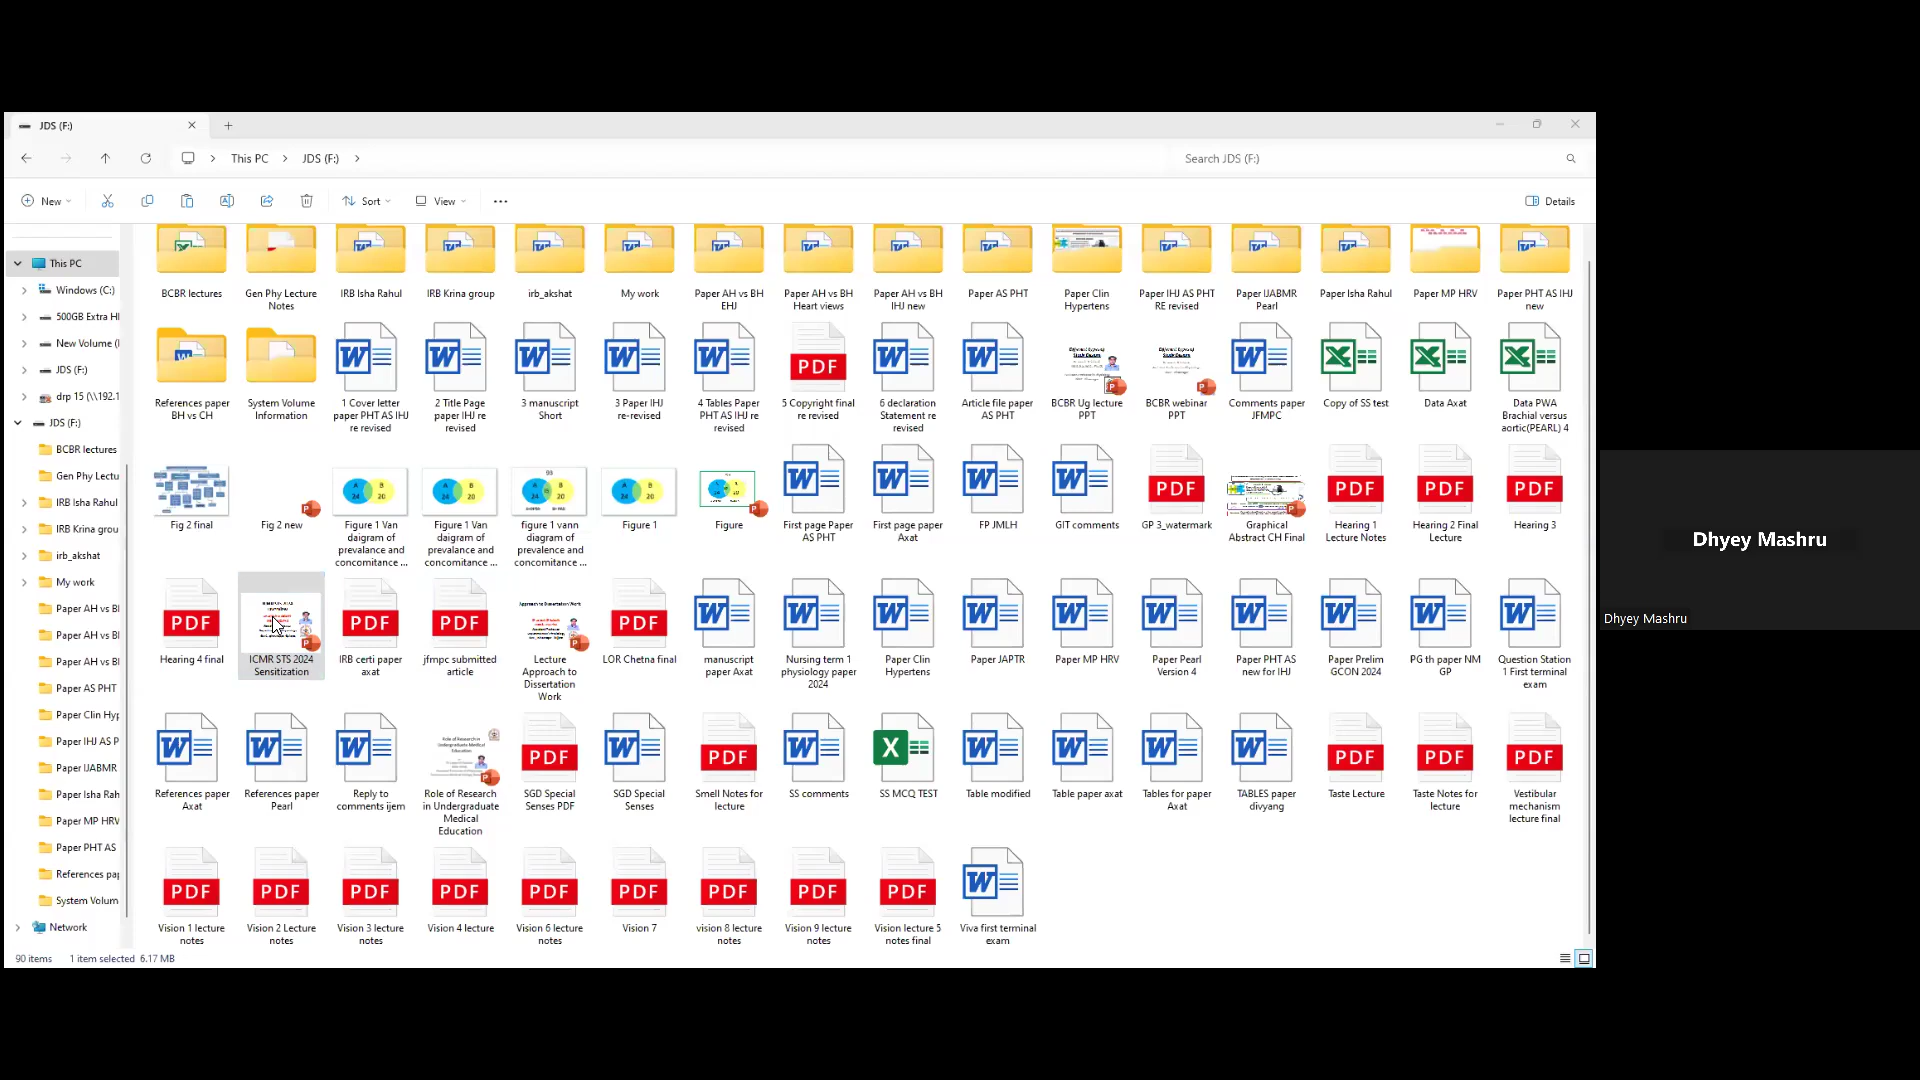 JDS (F:)
This PC
JDS (F:)
Search JDS (F:)
New
Sort
View
Details
This PC
Windows (C:)
500GB Extra H
New Volume (
JDS (F:)
drp 15 (\\192.1
JDS (F:)
BCBR lectures
Gen Phy Lectu
IRB Isha Rahul
IRB Krina grou
irb_akshat
My work
Paper AH vs B
Paper AH vs B
Paper AH vs B
Paper AS PHT
Paper Clin Hyp
Paper IHJ AS P
Paper IJABMR
Paper Isha Rah
Paper MP HRV
Paper PHT AS
References pap
System Volum
Network
BCBR lectures
Gen Phy Lecture
Notes
IRB Isha Rahul
IRB Krina group
irb_akshat
My work
Paper AH vs BH
EHJ
Paper AH vs BH
Heart views
Paper AH vs BH
IHJ new
Paper AS PHT
Paper Clin
Hypertens
Paper IHJ AS PHT
RE revised
Paper IJABMR
Pearl
Paper Isha Rahul
Paper MP HRV
Paper PHT AS IHJ
new
References paper
BH vs CH
System Volume
Information
1 Cover letter
paper PHT AS IHJ
re revised
2 Title Page
paper IHJ re
revised
3 manuscript
Short
3 Paper IHJ
re-revised
4 Tables Paper
PHT AS IHJ re
revised
PDF
5 Copyright final
re revised
6 declaration
Statement re
revised
Article file paper
AS PHT
BCBR Ug lecture
PPT
BCBR webinar
PPT
Comments paper
JFMPC
Copy of SS test
Data Axat
Data PWA
Brachial versus
aortic(PEARL) 4
Fig 2 final
Fig 2 new
A B
24 20
Figure 1 Van
daigram of
prevalance and
concomitance ...
A B
24 20
Figure 1 Van
daigram of
prevalence and
concomitance ...
93
A B
24 20
figure 1 vann
diagram of
prevalence and
concomitance ...
A B
24 20
Figure 1
Figure
First page Paper
AS PHT
First page paper
Axat
FP JMLH
GIT comments
PDF
GP 3_watermark
Graphical
Abstract CH Final
PDF
Hearing 1
Lecture Notes
PDF
Hearing 2 Final
Lecture
PDF
Hearing 3
PDF
Hearing 4 final
ICMR STS 2024
Sensitization
PDF
IRB certi paper
axat
PDF
jfmpc submitted
article
Approach to Dissertation Work
Lecture
Approach to
Dissertation
Work
PDF
LOR Chetna final
manuscript
paper Axat
Nursing term 1
physiology paper
2024
Paper Clin
Hypertens
Paper JAPTR
Paper MP HRV
Paper Pearl
Version 4
Paper PHT AS
new for IHJ
Paper Prelim
GCON 2024
PG th paper NM
GP
Question Station
1 First terminal
exam
References paper
Axat
References paper
Pearl
Reply to
comments ijem
Role of Research in
Undergraduate Medical
Education
Role of Research
in Undergraduate
Medical
Education
PDF
SGD Special
Senses PDF
SGD Special
Senses
PDF
Smell Notes for
lecture
SS comments
SS MCQ TEST
Table modified
Table paper axat
Tables for paper
Axat
TABLES paper
divyang
PDF
Taste Lecture
PDF
Taste Notes for
lecture
PDF
Vestibular
mechanism
lecture final
PDF
Vision 1 lecture
notes
PDF
Vision 2 Lecture
notes
PDF
Vision 3 lecture
notes
PDF
Vision 4 lecture
PDF
Vision 6 lecture
notes
PDF
Vision 7
PDF
vision 8 lecture
notes
PDF
Vision 9 lecture
notes
PDF
Vision lecture 5
notes final
Viva first terminal
exam
90 items 1 item selected 6.17 MB
Dhyey Mashru
Dhyey Mashru